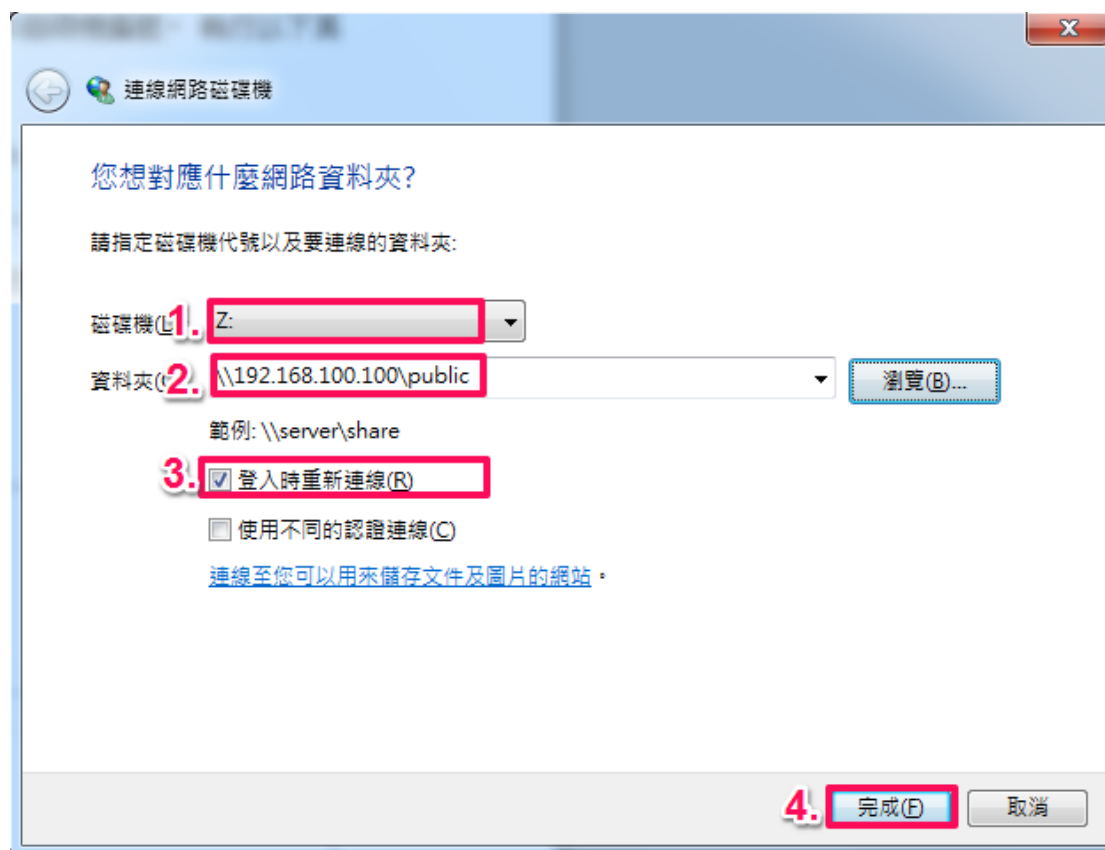 連線網路磁碟機
您想對應什麼網路資料夾?
請指定磁碟機代號以及要連線的資料夾:
磁碟機(L 1. Z:
資料夾( 2. \\192.168.100.100\public 瀏覽(B)...
範例: \\server\share
3. 登入時重新連線(R)
使用不同的認證連線(C)
連線至您可以用來儲存文件及圖片的網站。
4. 完成(F) 取消